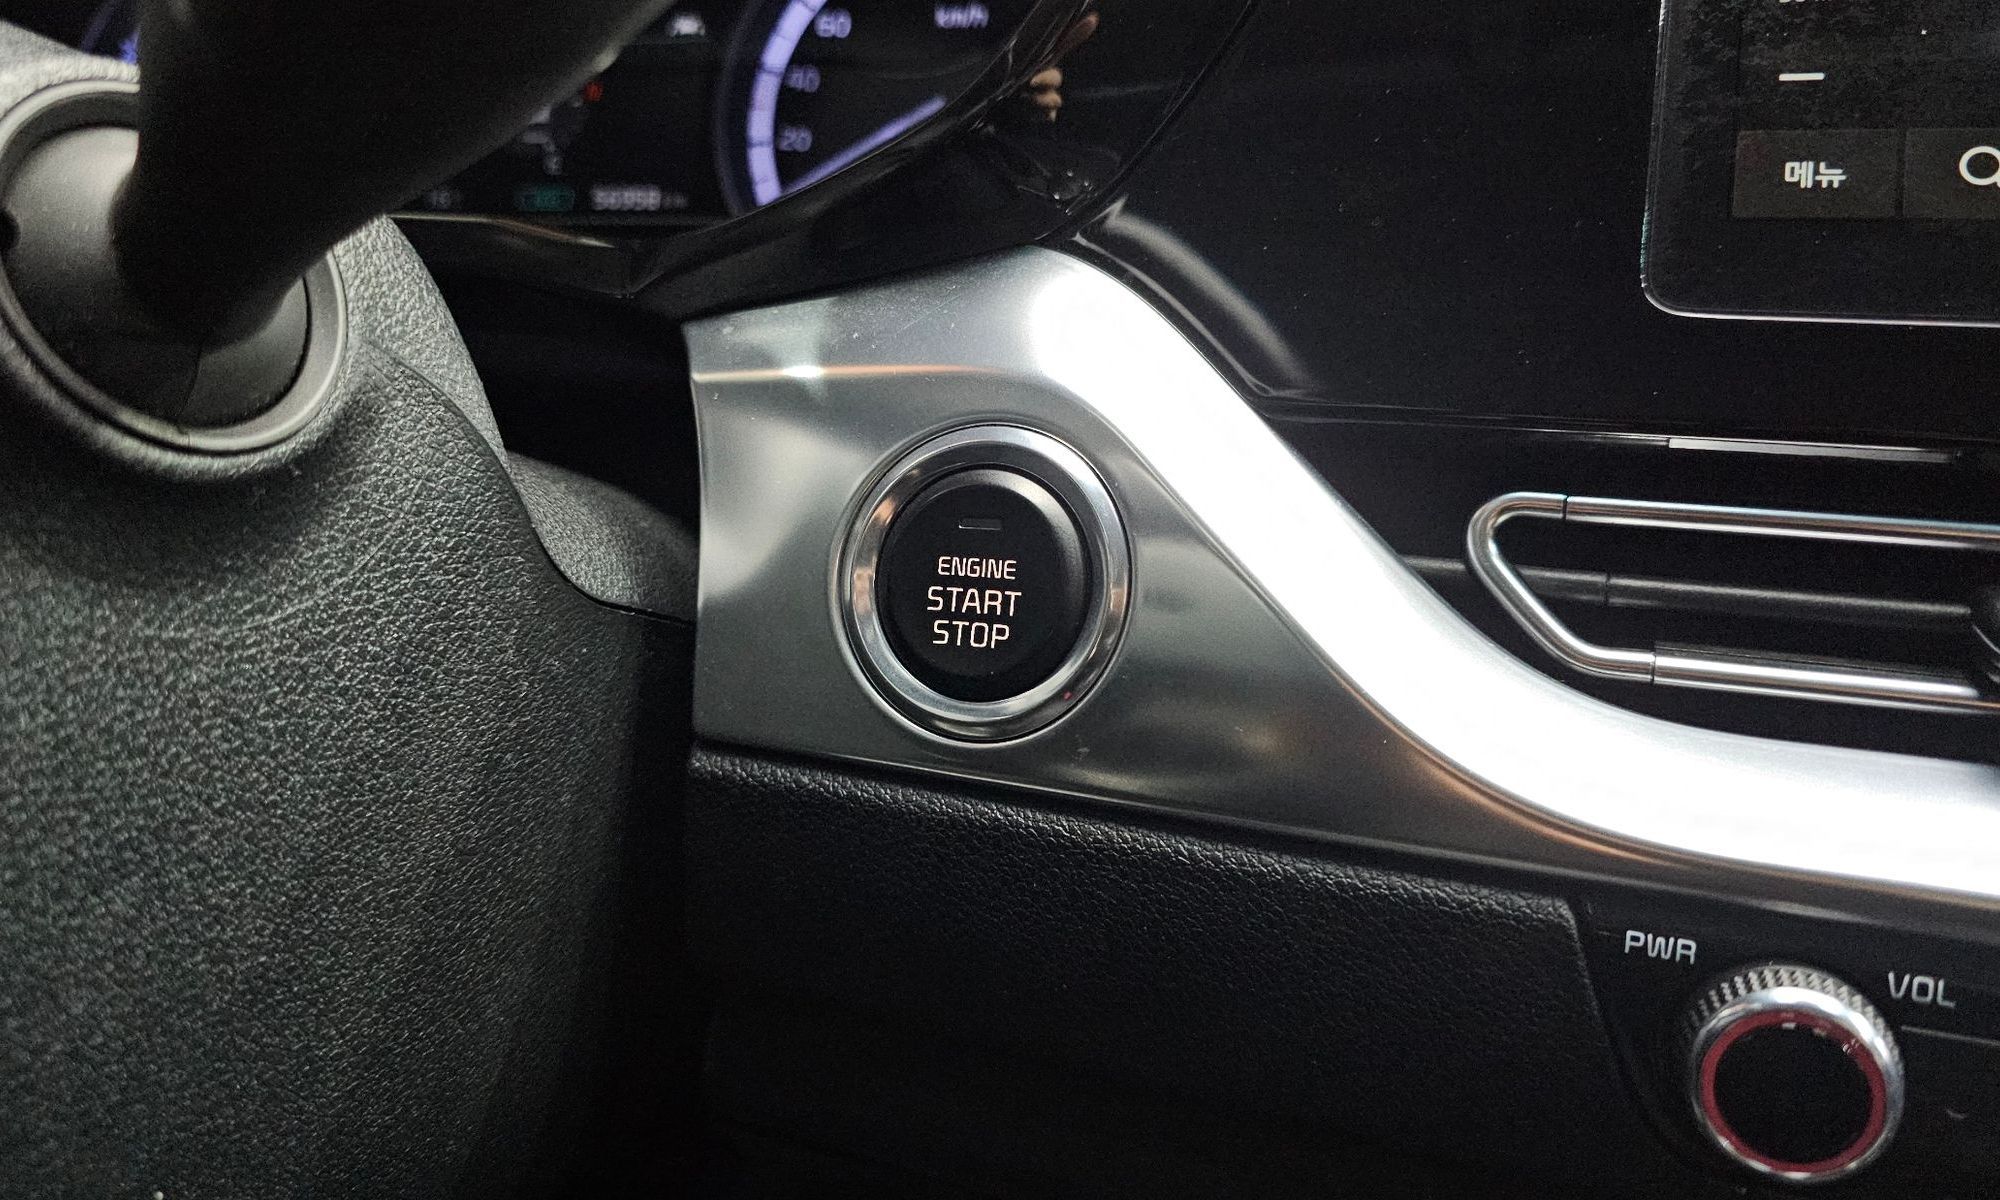 km/h
60
40
20
메뉴
ENGINE
START
STOP
PWR
VOL